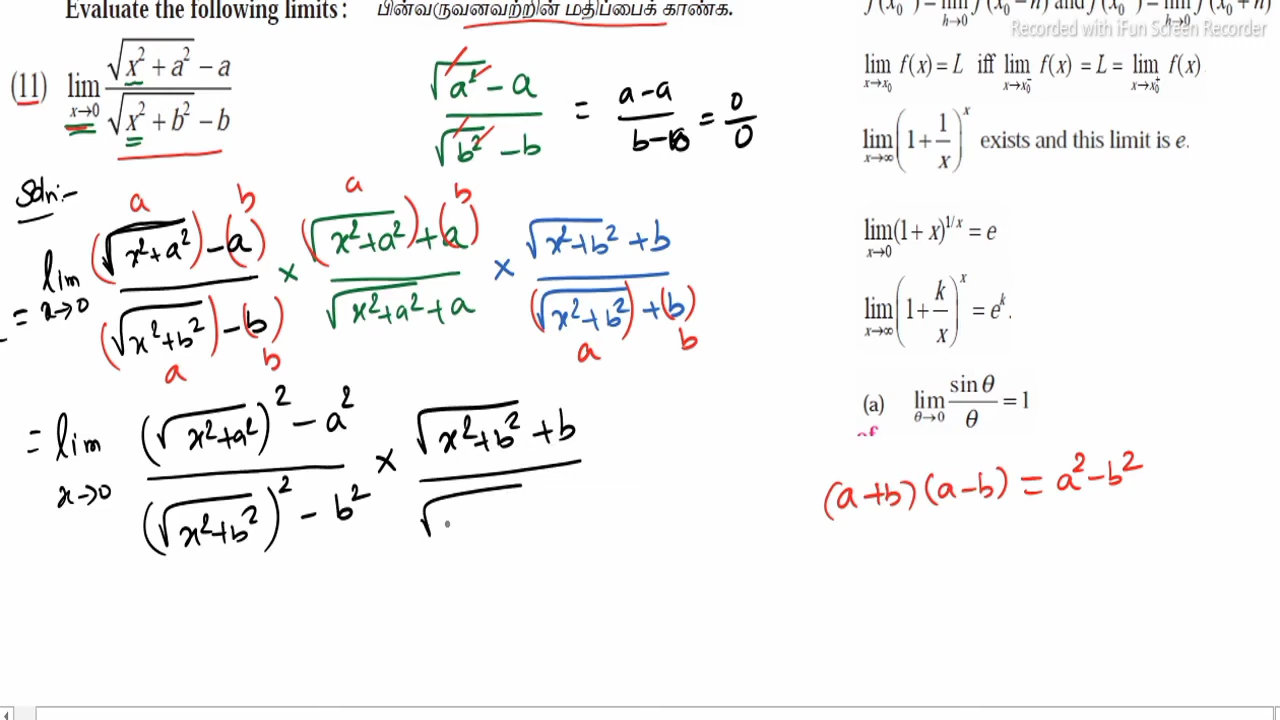 Evaluate the following limits : பின்வருவனவற்றின் மதிப்பைக் காண்க.
(11) lim x→0 (√(x² + a²) − a) / (√(x² + b²) − b)
(√a² − a) / (√b² − b) = (a − a) / (b − b) = 0/0
Soln:-
= lim x→0 ((√(x²+a²)) − (a)) / ((√(x²+b²)) − (b)) × ((√(x²+a²)) + (a)) / (√(x²+a²) + a) × (√(x²+b²) + b) / ((√(x²+b²)) + (b))
a b a b
a b a b
= lim x→0 ((√(x²+a²))² − a²) / ((√(x²+b²))² − b²) × (√(x²+b²) + b) / √
Recorded with iFun Screen Recorder
lim x→x₀ f(x) = L iff lim x→x₀⁻ f(x) = L = lim x→x₀⁺ f(x)
lim x→∞ (1 + 1/x)ˣ exists and this limit is e.
lim x→0 (1 + x)^(1/x) = e
lim x→∞ (1 + k/x)ˣ = eᵏ.
(a) lim θ→0 sin θ / θ = 1
(a+b)(a−b) = a² − b²